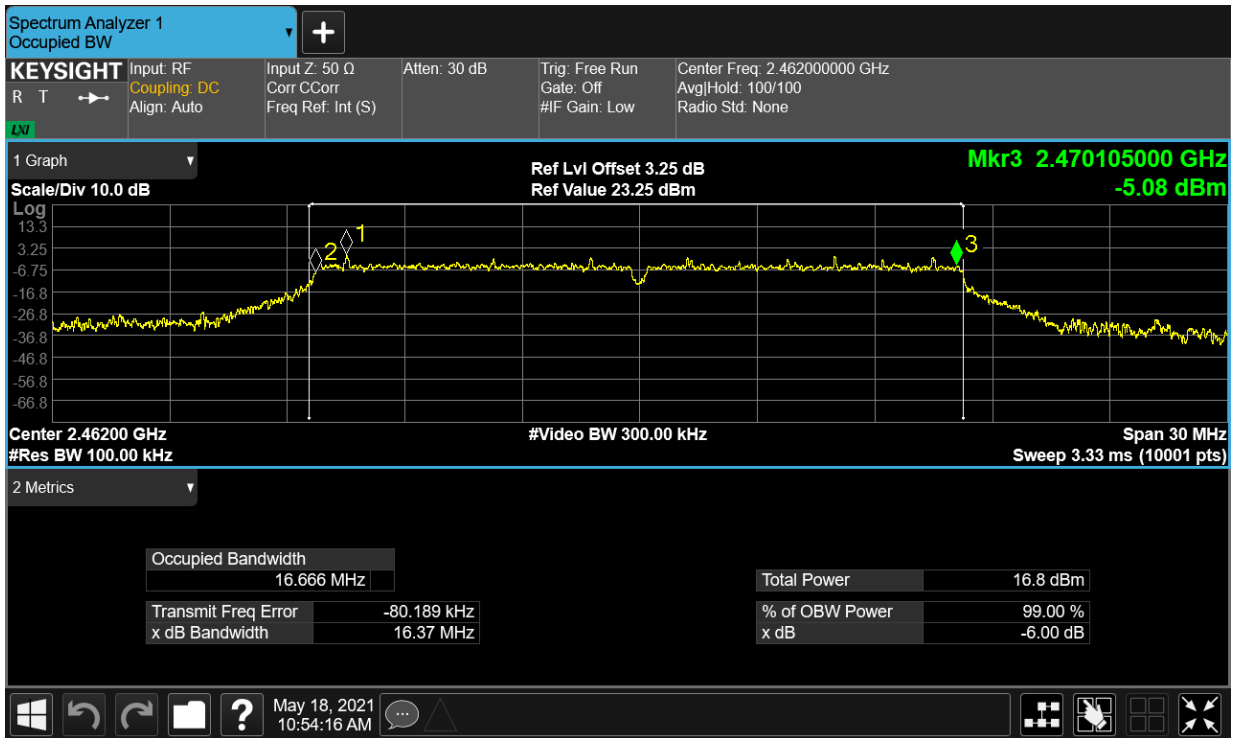 Spectrum Analyzer 1
Occupied BW
▼
+
KEYSIGHT
R T
LXI
Input: RF
Coupling: DC
Align: Auto
Input Z: 50 Ω
Corr CCorr
Freq Ref: Int (S)
Atten: 30 dB
Trig: Free Run
Gate: Off
#IF Gain: Low
Center Freq: 2.462000000 GHz
Avg|Hold: 100/100
Radio Std: None
1 Graph ▼
Scale/Div 10.0 dB
Ref Lvl Offset 3.25 dB
Ref Value 23.25 dBm
Mkr3 2.470105000 GHz
-5.08 dBm
Log
13.3
3.25
-6.75
-16.8
-26.8
-36.8
-46.8
-56.8
-66.8
2
1
3
Center 2.46200 GHz
#Video BW 300.00 kHz
Span 30 MHz
#Res BW 100.00 kHz
Sweep 3.33 ms (10001 pts)
2 Metrics ▼
Occupied Bandwidth
16.666 MHz
Transmit Freq Error -80.189 kHz
x dB Bandwidth 16.37 MHz
Total Power 16.8 dBm
% of OBW Power 99.00 %
x dB -6.00 dB
?
May 18, 2021
10:54:16 AM